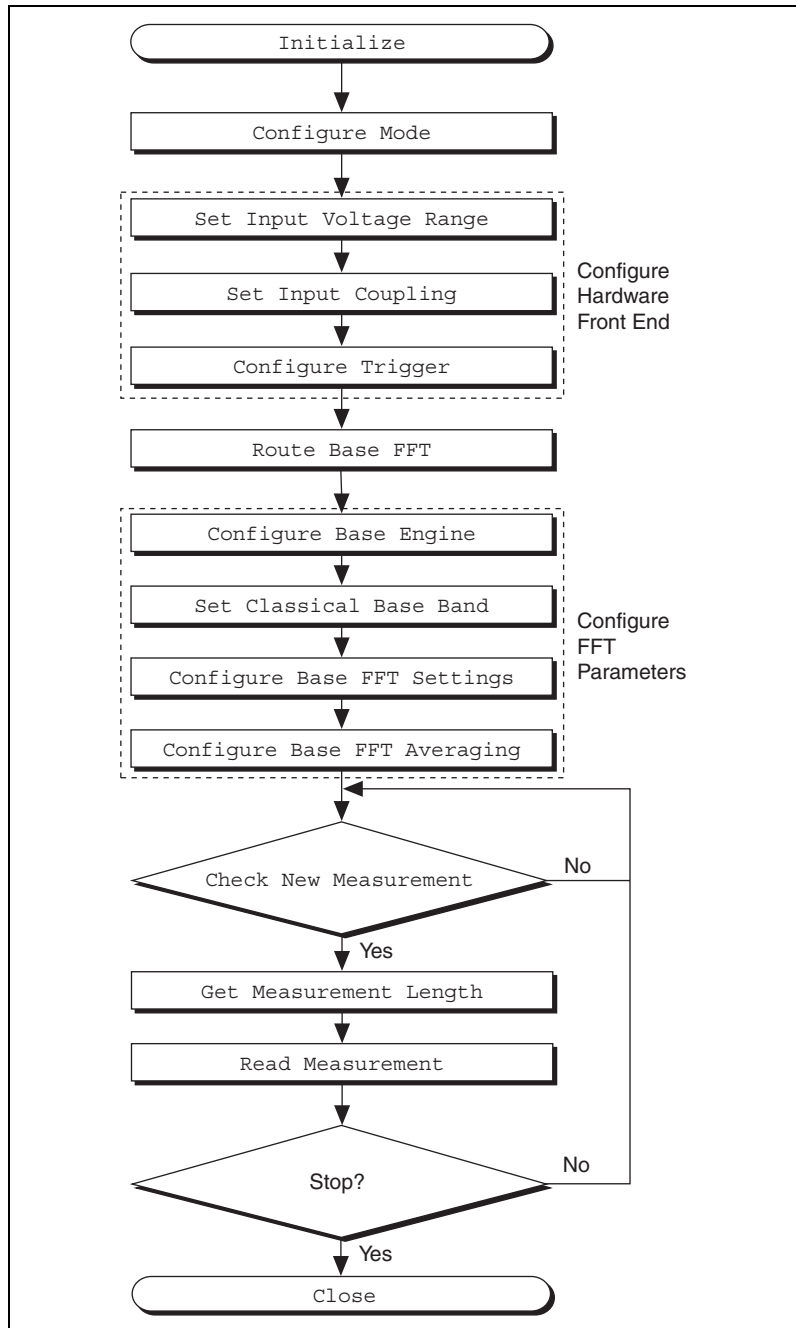 Initialize
Configure Mode
Set Input Voltage Range
Set Input Coupling
Configure Trigger
Configure
Hardware
Front End
Route Base FFT
Configure Base Engine
Set Classical Base Band
Configure Base FFT Settings
Configure Base FFT Averaging
Configure
FFT
Parameters
Check New Measurement
No
Yes
Get Measurement Length
Read Measurement
Stop?
No
Yes
Close